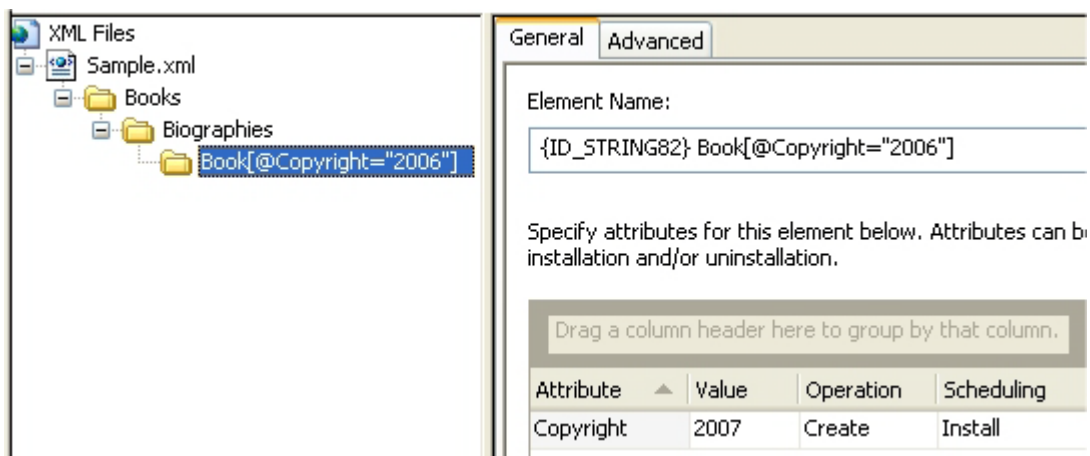 XML Files
Sample.xml
Books
Biographies
Book[@Copyright="2006"]
General Advanced
Element Name:
{ID_STRING82} Book[@Copyright="2006"]
Specify attributes for this element below. Attributes can
installation and/or uninstallation.
Drag a column header here to group by that column.
Attribute Value Operation Scheduling
Copyright 2007 Create Install